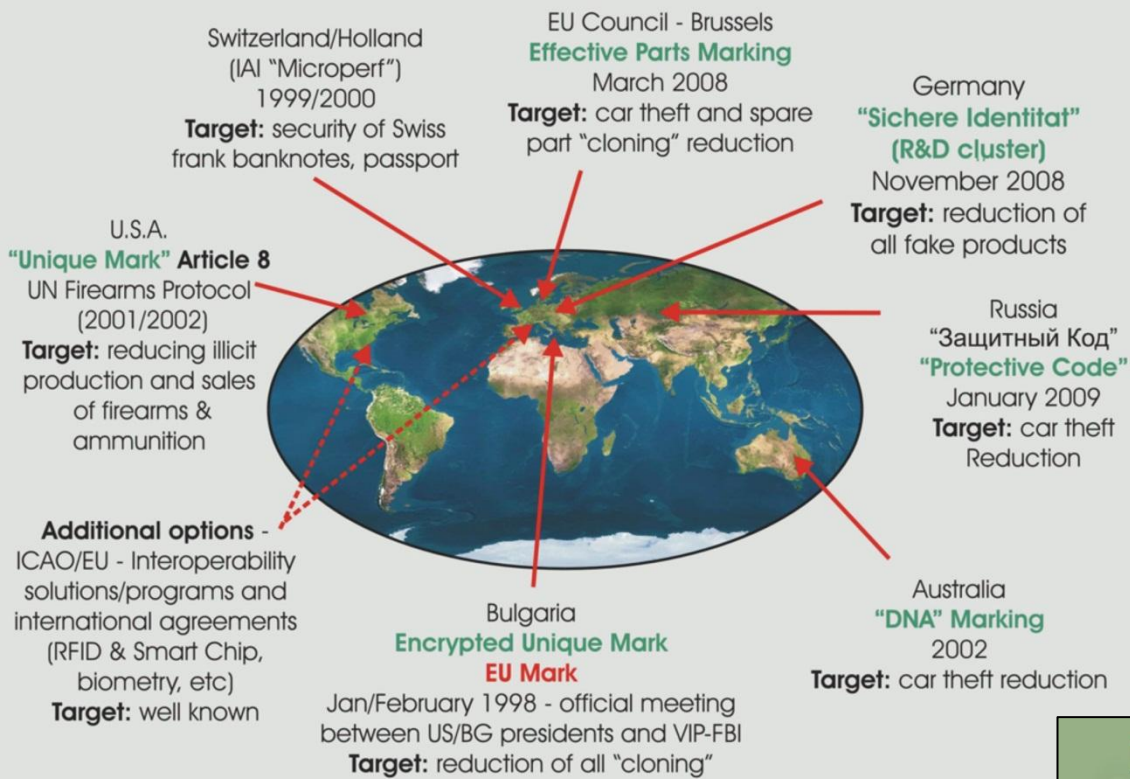 Switzerland/Holland
(IAI "Microperf")
1999/2000
Target: security of Swiss
frank banknotes, passport
EU Council - Brussels
Effective Parts Marking
March 2008
Target: car theft and spare
part "cloning" reduction
Germany
"Sichere Identitat"
(R&D cluster)
November 2008
Target: reduction of
all fake products
U.S.A.
"Unique Mark" Article 8
UN Firearms Protocol
(2001/2002)
Target: reducing illicit
production and sales
of firearms &
ammunition
Russia
"Защитный Код"
"Protective Code"
January 2009
Target: car theft
Reduction
Additional options -
ICAO/EU - Interoperability
solutions/programs and
international agreements
(RFID & Smart Chip,
biometry, etc)
Target: well known
Bulgaria
Encrypted Unique Mark
EU Mark
Jan/February 1998 - official meeting
between US/BG presidents and VIP-FBI
Target: reduction of all "cloning"
Australia
"DNA" Marking
2002
Target: car theft reduction